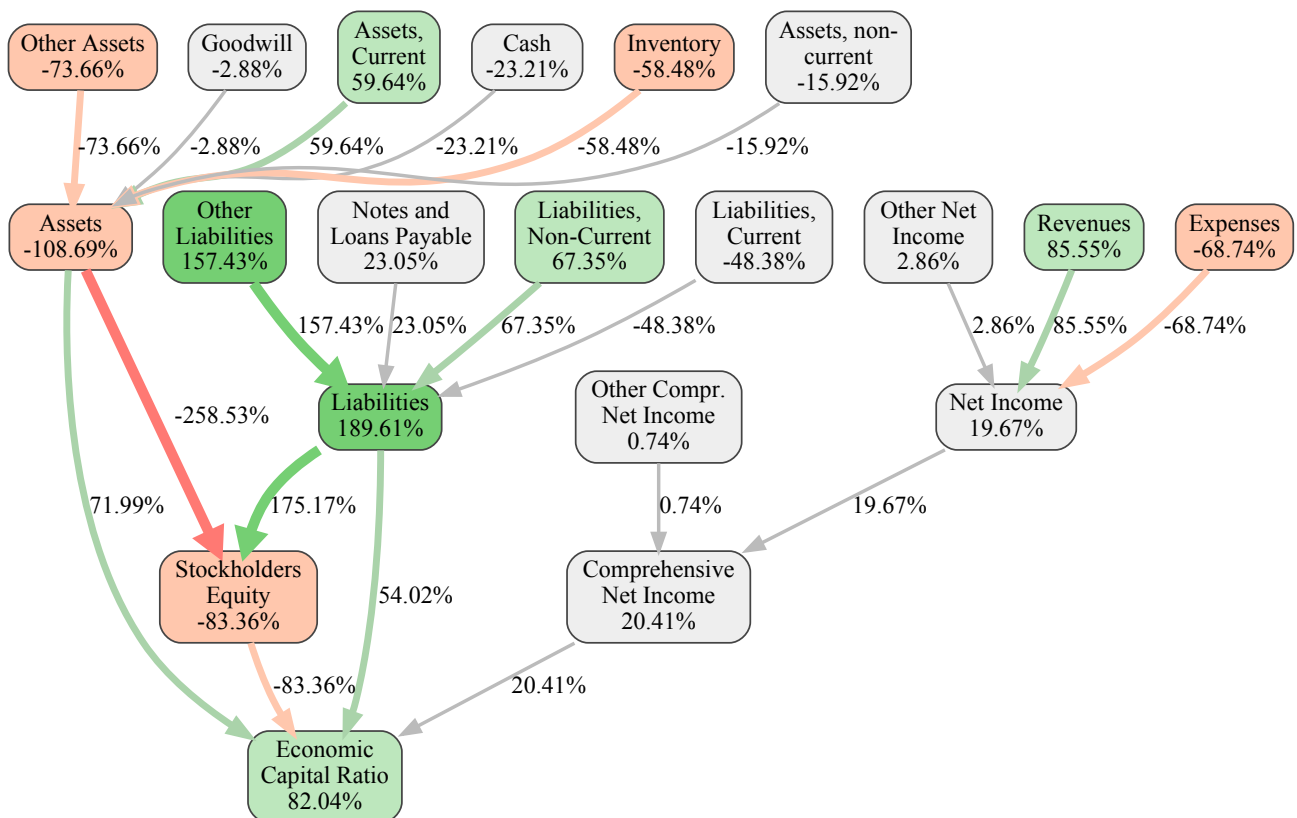 Other Assets
-73.66%
Goodwill
-2.88%
Assets,
Current
59.64%
Cash
-23.21%
Inventory
-58.48%
Assets, non-
current
-15.92%
-73.66%
-2.88%
59.64%
-23.21%
-58.48%
-15.92%
Assets
-108.69%
Other
Liabilities
157.43%
Notes and
Loans Payable
23.05%
Liabilities,
Non-Current
67.35%
Liabilities,
Current
-48.38%
Other Net
Income
2.86%
Revenues
85.55%
Expenses
-68.74%
157.43%
23.05%
67.35%
-48.38%
2.86%
85.55%
-68.74%
-258.53%
Liabilities
189.61%
Other Compr.
Net Income
0.74%
Net Income
19.67%
71.99%
175.17%
0.74%
19.67%
Stockholders
Equity
-83.36%
54.02%
Comprehensive
Net Income
20.41%
-83.36%
20.41%
Economic
Capital Ratio
82.04%